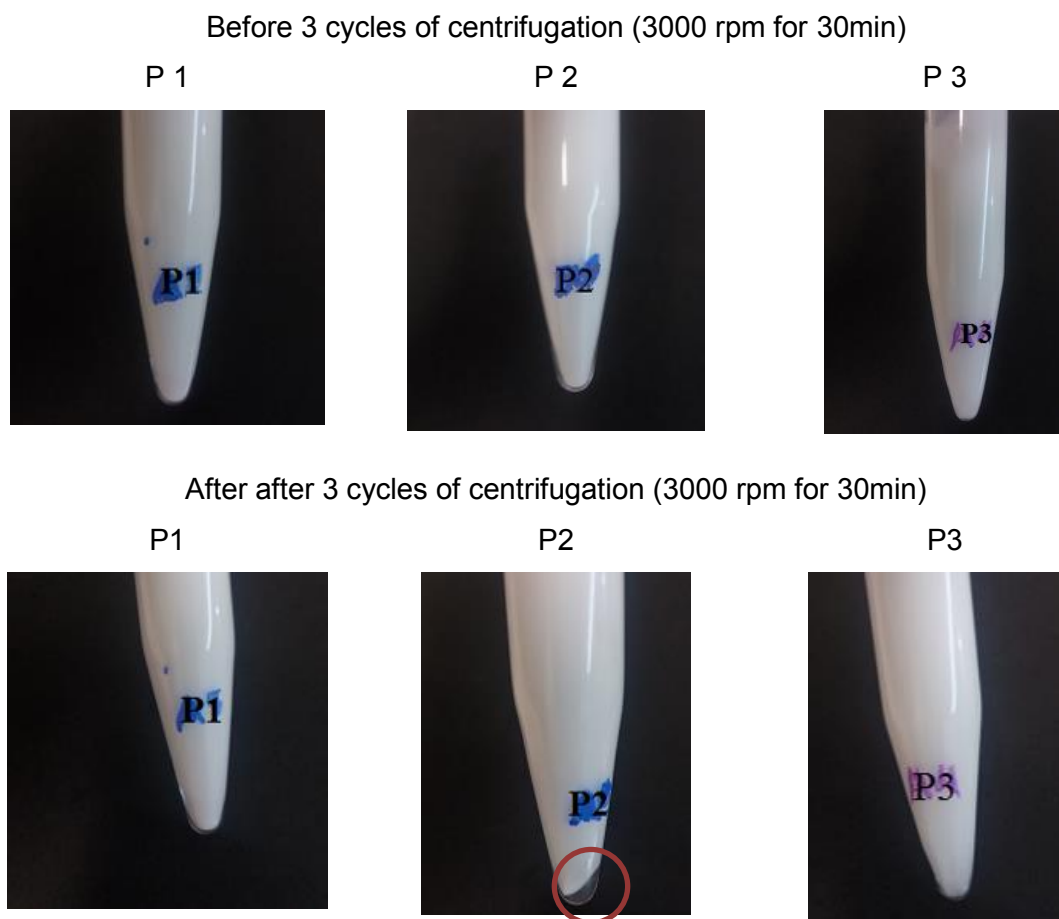 Before 3 cycles of centrifugation (3000 rpm for 30min)
P 1 P 2 P 3
P1 P2 P3
After after 3 cycles of centrifugation (3000 rpm for 30min)
P1 P2 P3
P1 P2 P3